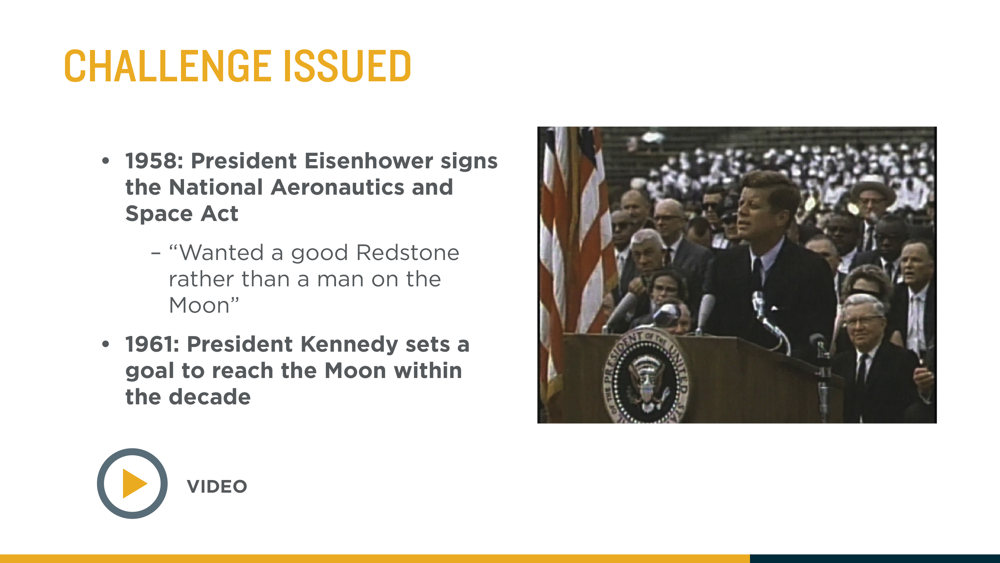 CHALLENGE ISSUED
• 1958: President Eisenhower signs
the National Aeronautics and
Space Act
– “Wanted a good Redstone
rather than a man on the
Moon”
• 1961: President Kennedy sets a
goal to reach the Moon within
the decade
VIDEO
PRESIDENT OF THE UNITED
OF THE